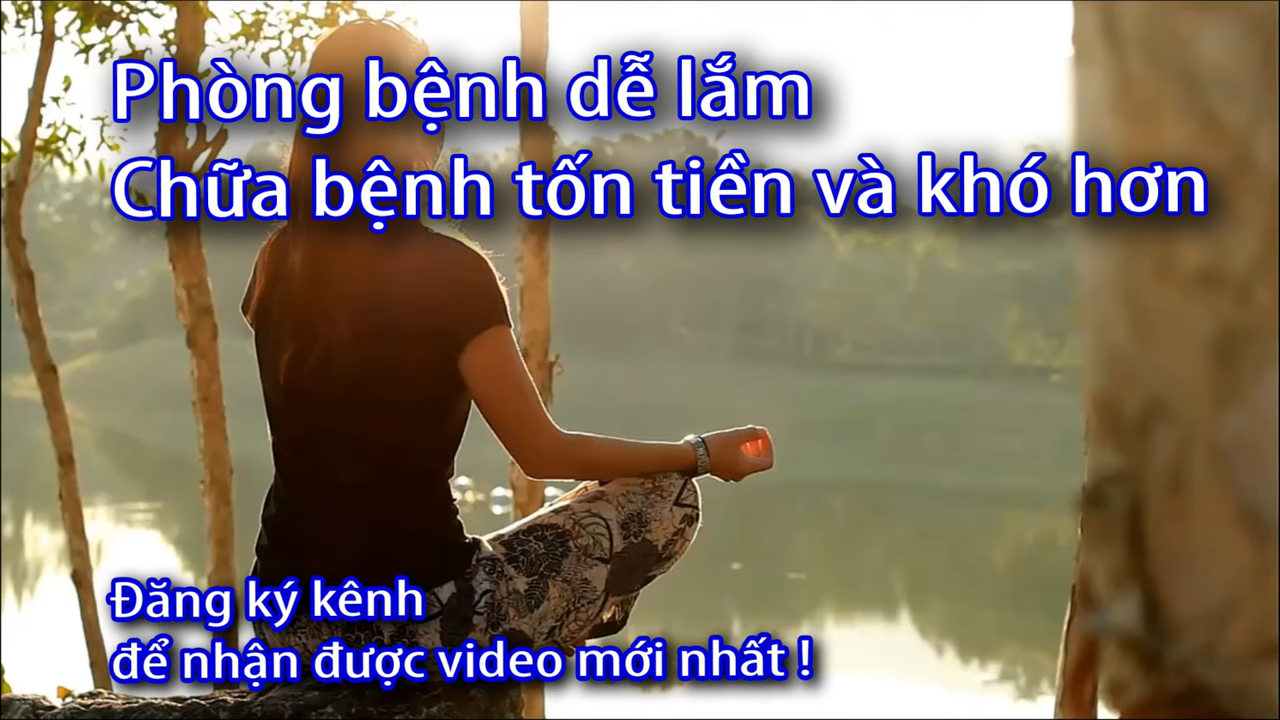 Phòng bệnh dễ lắm
Chữa bệnh tốn tiền và khó hơn
Đăng ký kênh
để nhận được video mới nhất !